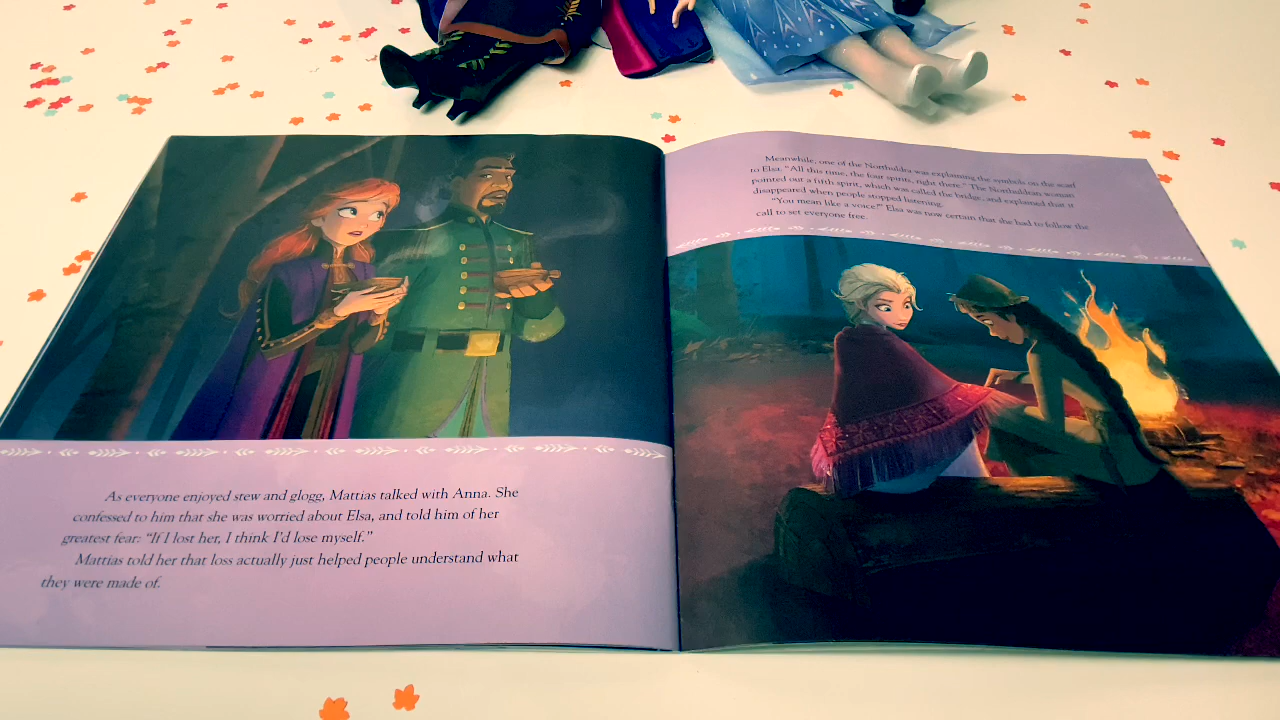 As everyone enjoyed stew and glogg, Mattias talked with Anna. She
confessed to him that she was worried about Elsa, and told him of her
greatest fear: “If I lost her, I think I’d lose myself.”
Mattias told her that loss actually just helped people understand what
they were made of.
Meanwhile, one of the Northuldra was explaining the symbols on the scarf
to Elsa. “All this time, the four spirits, right there.” The Northuldran woman
pointed out a fifth spirit, which was called the bridge, and explained that it
disappeared when people stopped listening.
“You mean like a voice?” Elsa was now certain that she had to follow the
call to set everyone free.